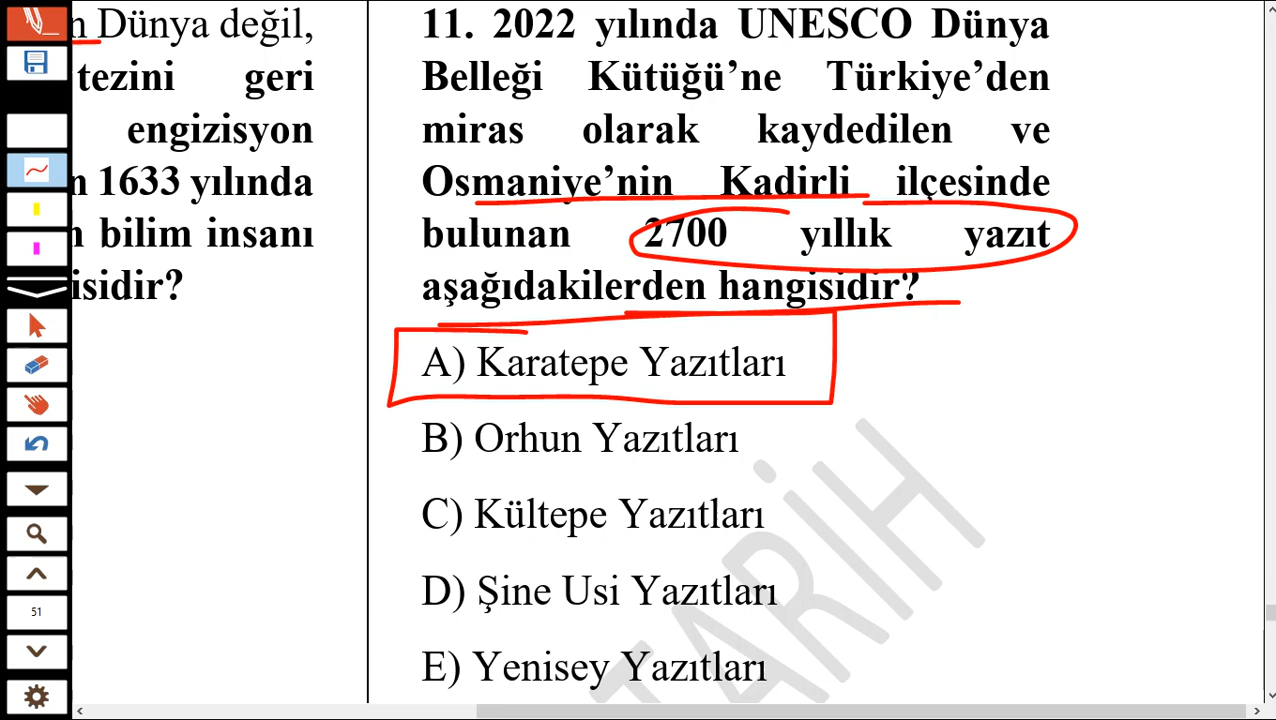 n Dünya değil,
tezini geri
engizisyon
n 1633 yılında
n bilim insanı
isidir?
11. 2022 yılında UNESCO Dünya
Belleği Kütüğü’ne Türkiye’den
miras olarak kaydedilen ve
Osmaniye’nin Kadirli ilçesinde
bulunan 2700 yıllık yazıt
aşağıdakilerden hangisidir?
A) Karatepe Yazıtları
B) Orhun Yazıtları
C) Kültepe Yazıtları
D) Şine Usi Yazıtları
E) Yenisey Yazıtları
TARİH
51